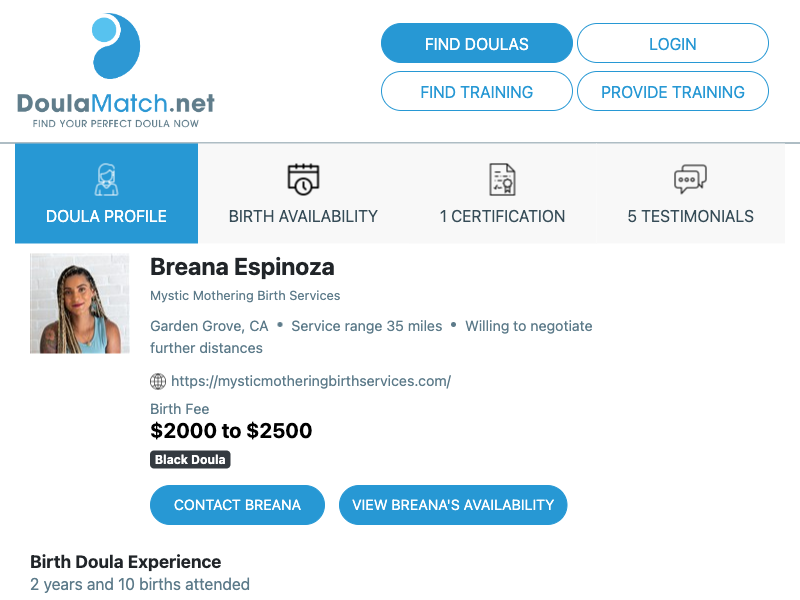 DoulaMatch.net
FIND YOUR PERFECT DOULA NOW
FIND DOULAS
LOGIN
FIND TRAINING
PROVIDE TRAINING
DOULA PROFILE
BIRTH AVAILABILITY
1 CERTIFICATION
5 TESTIMONIALS
Breana Espinoza
Mystic Mothering Birth Services
Garden Grove, CA • Service range 35 miles • Willing to negotiate
further distances
https://mysticmotheringbirthservices.com/
Birth Fee
$2000 to $2500
Black Doula
CONTACT BREANA
VIEW BREANA'S AVAILABILITY
Birth Doula Experience
2 years and 10 births attended